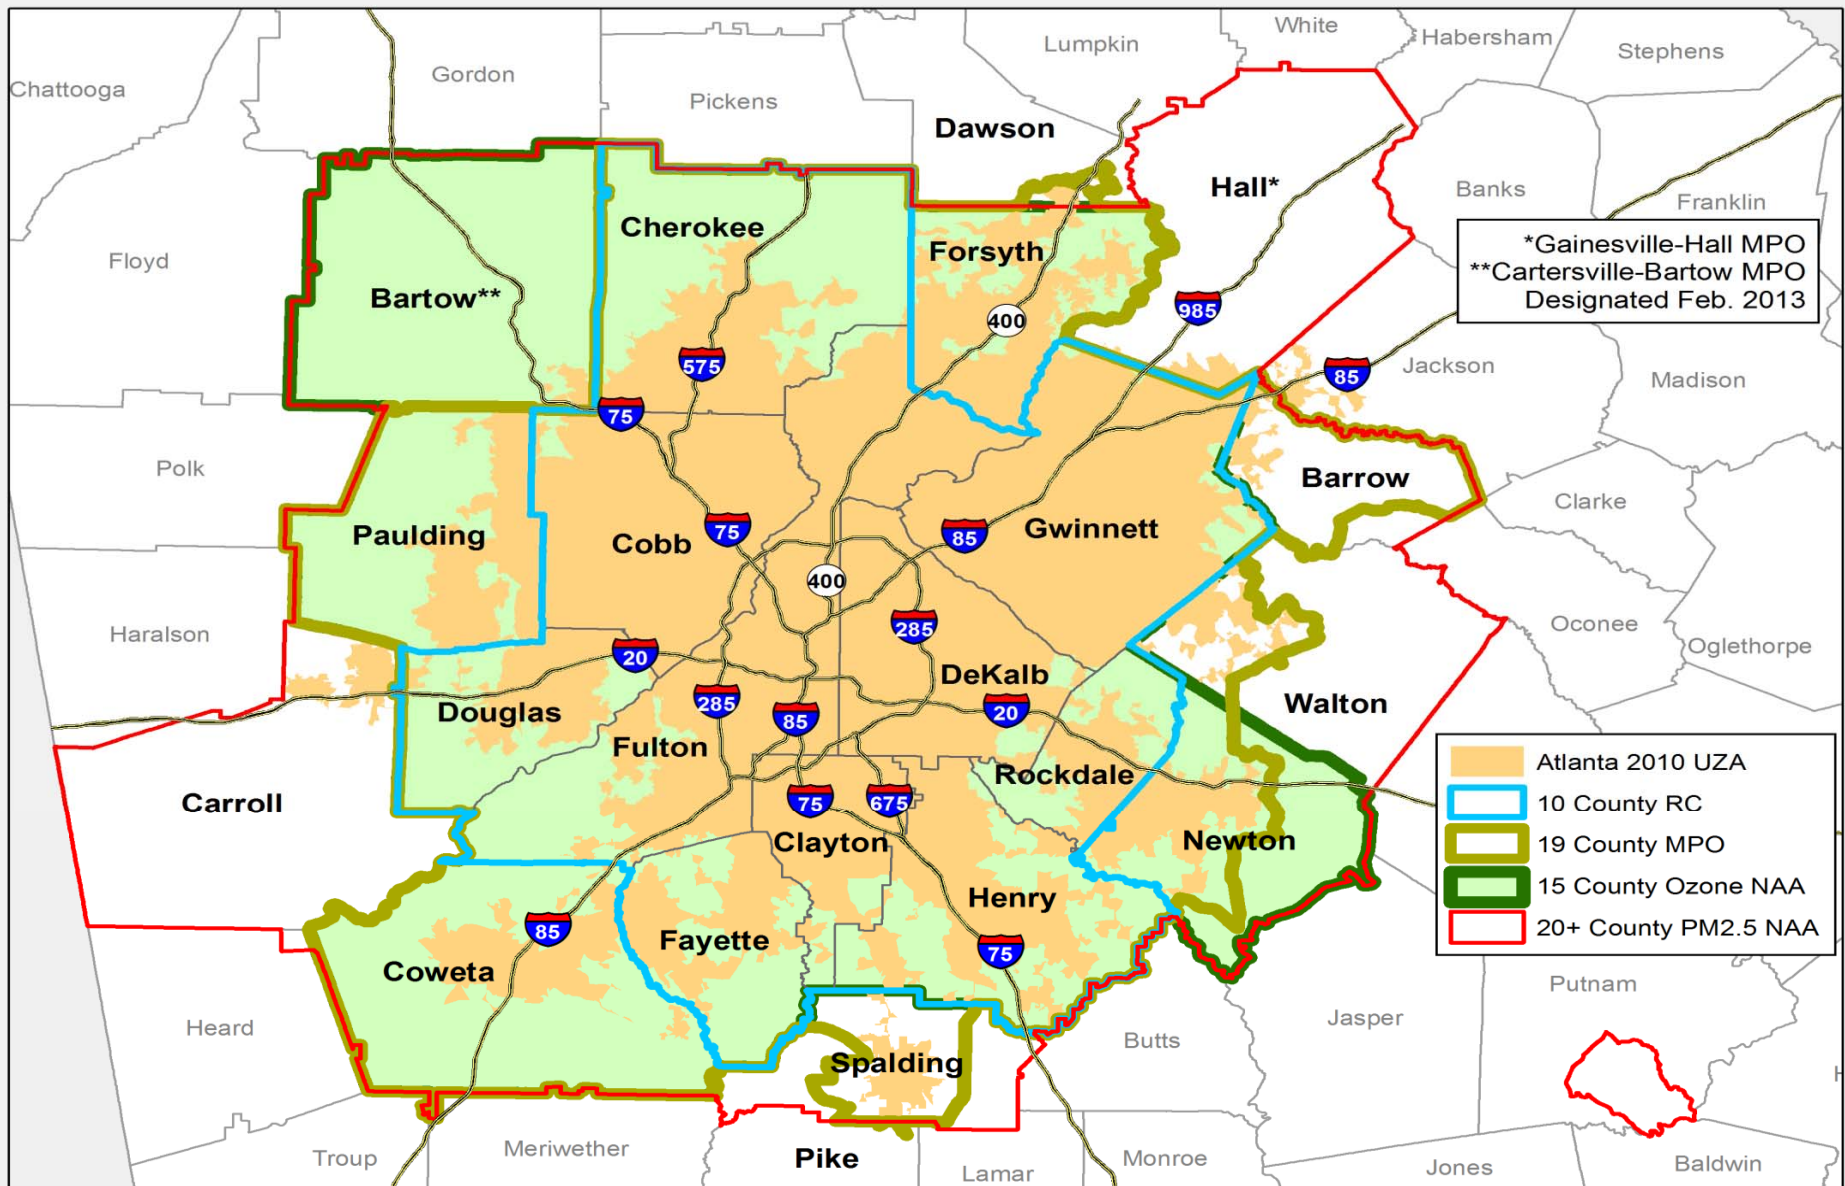 White
Lumpkin
Habersham
Stephens
Gordon
Chattooga
Pickens
Dawson
Hall*
Banks
Franklin
Cherokee
Forsyth
*Gainesville-Hall MPO
**Cartersville-Bartow MPO
Designated Feb. 2013
Floyd
Bartow**
985
400
575
85
Jackson
Madison
75
Polk
Barrow
Clarke
Paulding
Cobb
75
85
Gwinnett
400
Haralson
285
Oconee
Oglethorpe
20
DeKalb
285
Walton
Douglas
85
20
Fulton
Rockdale
Carroll
75
675
Clayton
Newton
Atlanta 2010 UZA
10 County RC
19 County MPO
15 County Ozone NAA
20+ County PM2.5 NAA
Henry
85
Fayette
75
Coweta
Putnam
Heard
Jasper
Butts
Spalding
Meriwether
Troup
Pike
Lamar
Monroe
Jones
Baldwin